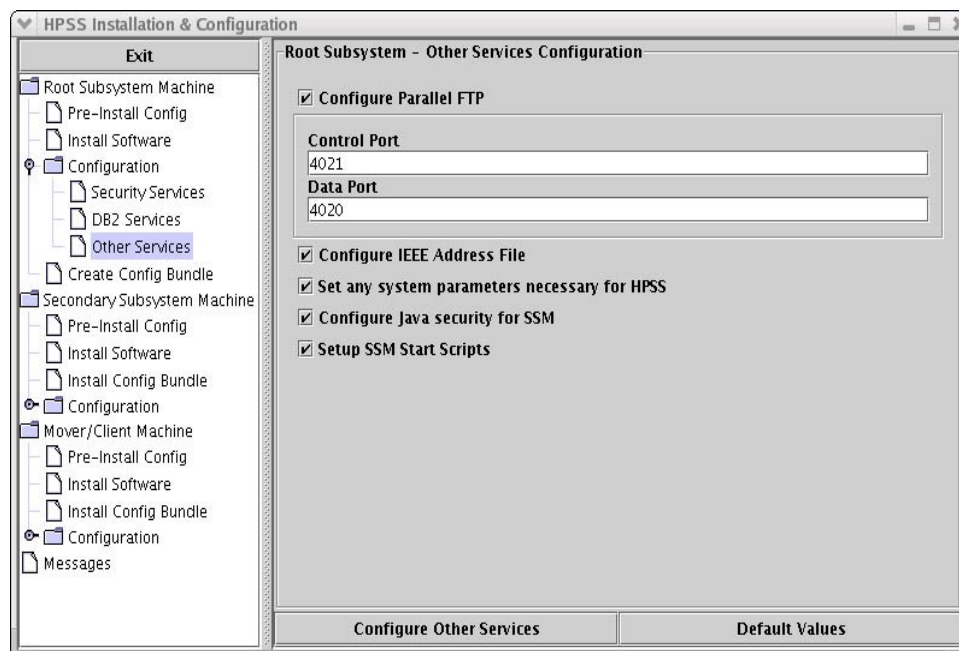 HPSS Installation & Configuration
Exit
Root Subsystem Machine
Pre-Install Config
Install Software
Configuration
Security Services
DB2 Services
Other Services
Create Config Bundle
Secondary Subsystem Machine
Pre-Install Config
Install Software
Install Config Bundle
Configuration
Mover/Client Machine
Pre-Install Config
Install Software
Install Config Bundle
Configuration
Messages
Root Subsystem - Other Services Configuration
Configure Parallel FTP
Control Port
4021
Data Port
4020
Configure IEEE Address File
Set any system parameters necessary for HPSS
Configure Java security for SSM
Setup SSM Start Scripts
Configure Other Services
Default Values